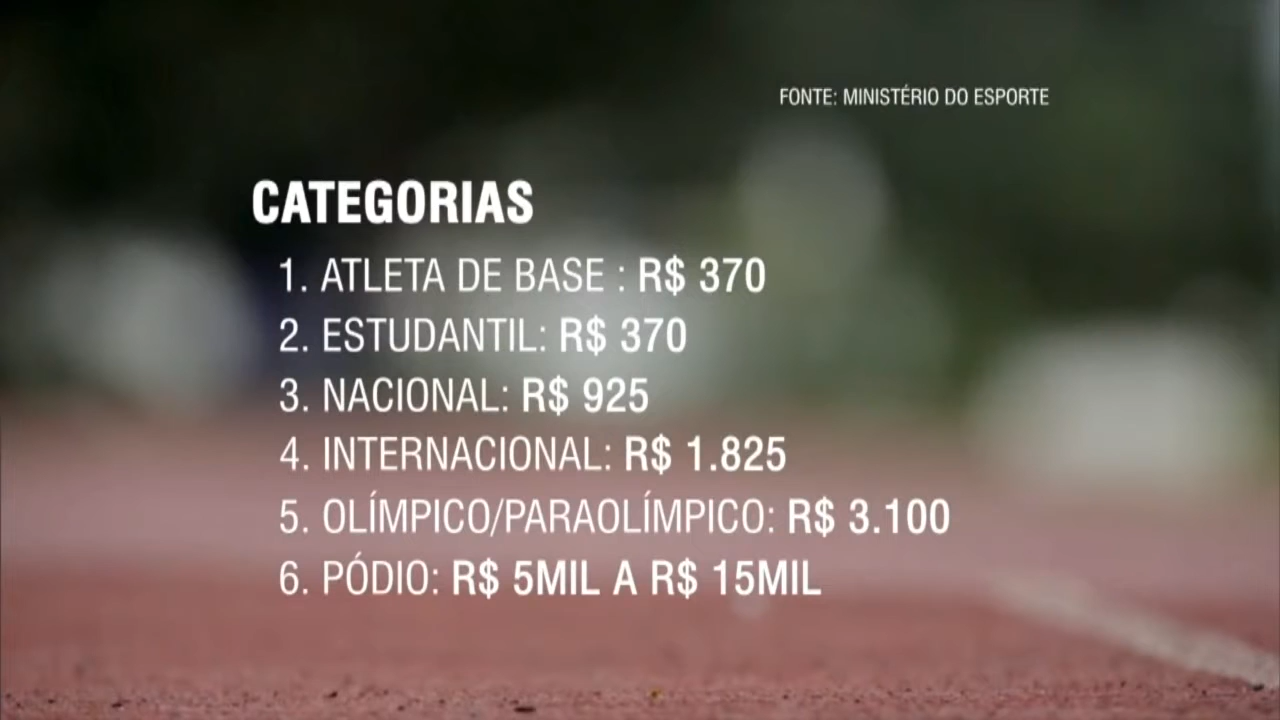 FONTE: MINISTÉRIO DO ESPORTE
CATEGORIAS
1. ATLETA DE BASE : R$ 370
2. ESTUDANTIL: R$ 370
3. NACIONAL: R$ 925
4. INTERNACIONAL: R$ 1.825
5. OLÍMPICO/PARAOLÍMPICO: R$ 3.100
6. PÓDIO: R$ 5MIL A R$ 15MIL